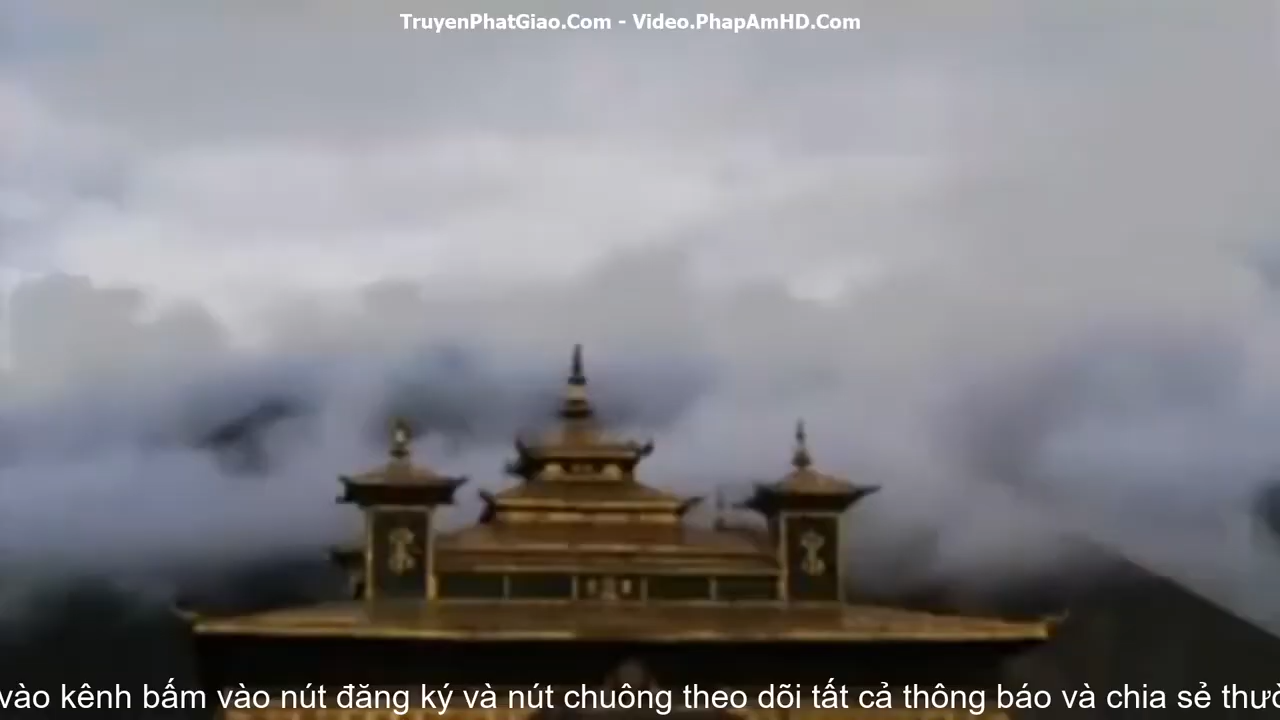 TruyenPhatGiao.Com - Video.PhapAmHD.Com
vào kênh bấm vào nút đăng ký và nút chuông theo dõi tất cả thông báo và chia sẻ